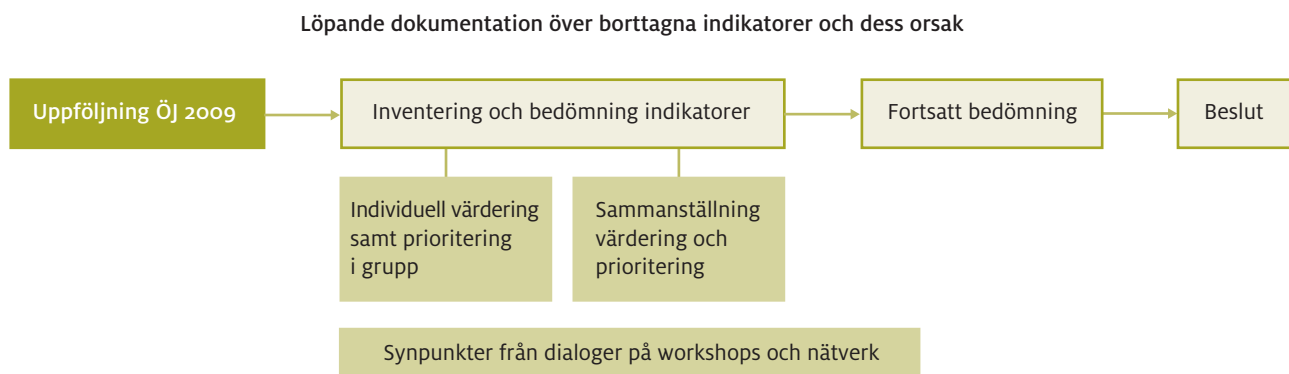 Löpande dokumentation över borttagna indikatorer och dess orsak
Uppföljning ÖJ 2009
Inventering och bedömning indikatorer
Fortsatt bedömning
Beslut
Individuell värdering
samt prioritering
i grupp
Sammanställning
värdering och
prioritering
Synpunkter från dialoger på workshops och nätverk